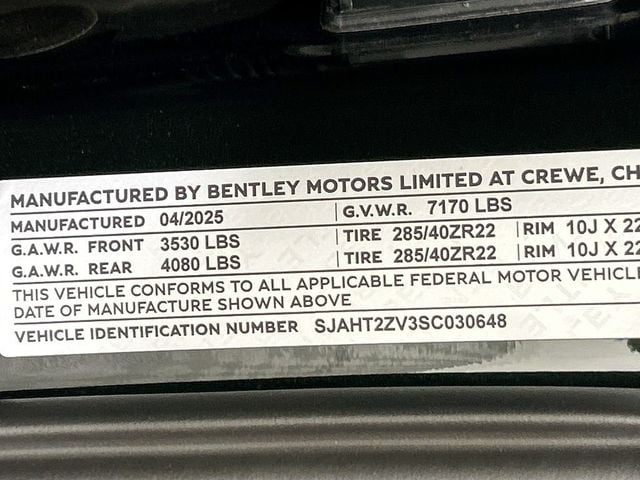 MANUFACTURED BY BENTLEY MOTORS LIMITED AT CREWE, CH
MANUFACTURED 04/2025 G.V.W.R. 7170 LBS
G.A.W.R. FRONT 3530 LBS TIRE 285/40ZR22 RIM 10J X 22
G.A.W.R. REAR 4080 LBS TIRE 285/40ZR22 RIM 10J X 22
THIS VEHICLE CONFORMS TO ALL APPLICABLE FEDERAL MOTOR VEHICLE
DATE OF MANUFACTURE SHOWN ABOVE
VEHICLE IDENTIFICATION NUMBER SJAHT2ZV3SC030648